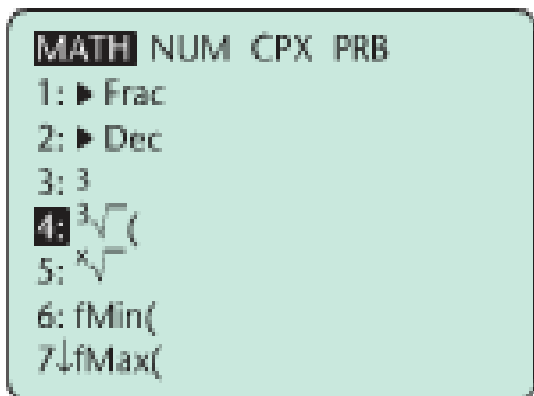 MATH NUM CPX PRB
1: ▶ Frac
2: ▶ Dec
3: ³
4: ³√(
5: ˣ√
6: fMin(
7↓fMax(